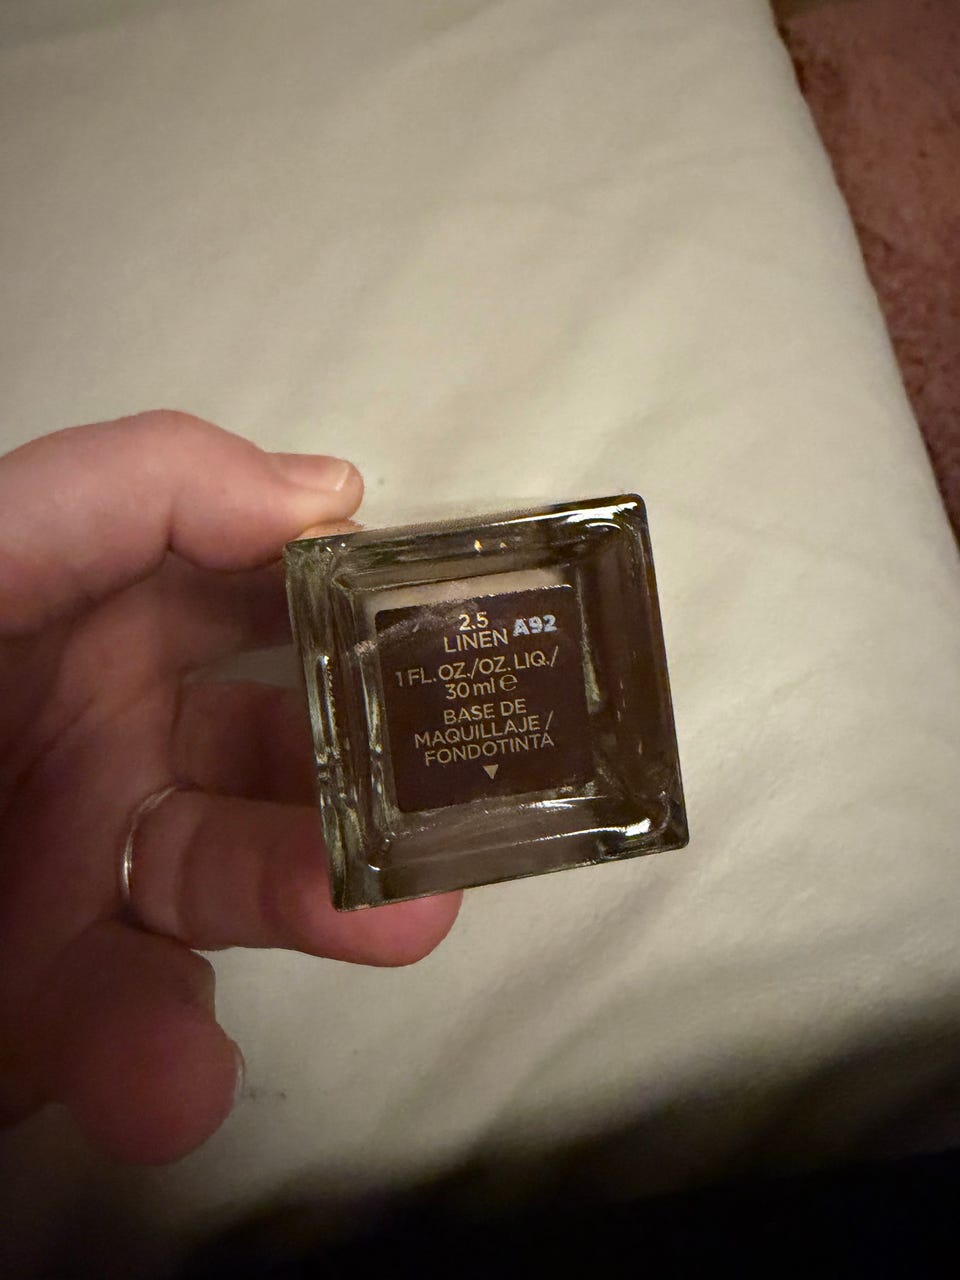 2.5
LINEN A92
1 FL. OZ./OZ. LIQ./
30 ml ℮
BASE DE
MAQUILLAJE /
FONDOTINTA